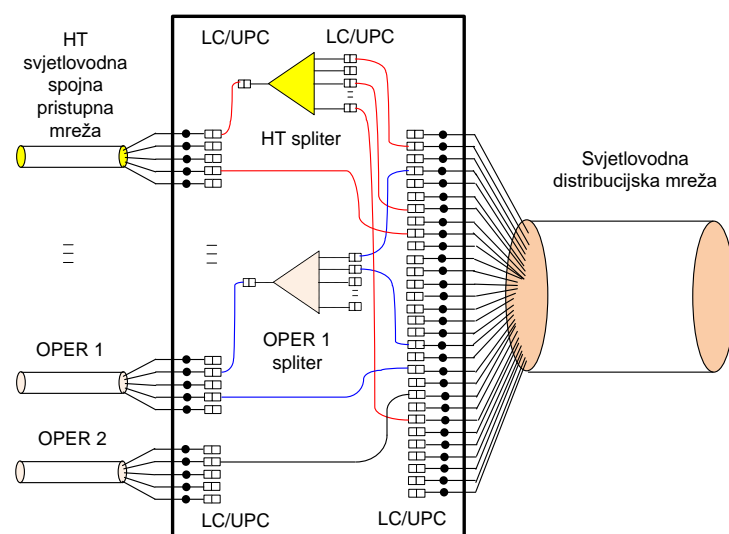 HT
svjetlovodna
spojna
pristupna
mreža
LC/UPC
LC/UPC
HT spliter
Svjetlovodna
distribucijska mreža
OPER 1
OPER 1
spliter
OPER 2
LC/UPC
LC/UPC